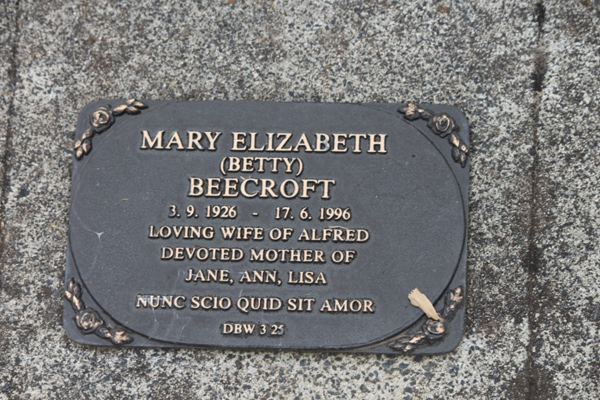 MARY ELIZABETH
(BETTY)
BEECROFT
3. 9. 1926 - 17. 6. 1996
LOVING WIFE OF ALFRED
DEVOTED MOTHER OF
JANE, ANN, LISA
NUNC SCIO QUID SIT AMOR
DBW 3 25